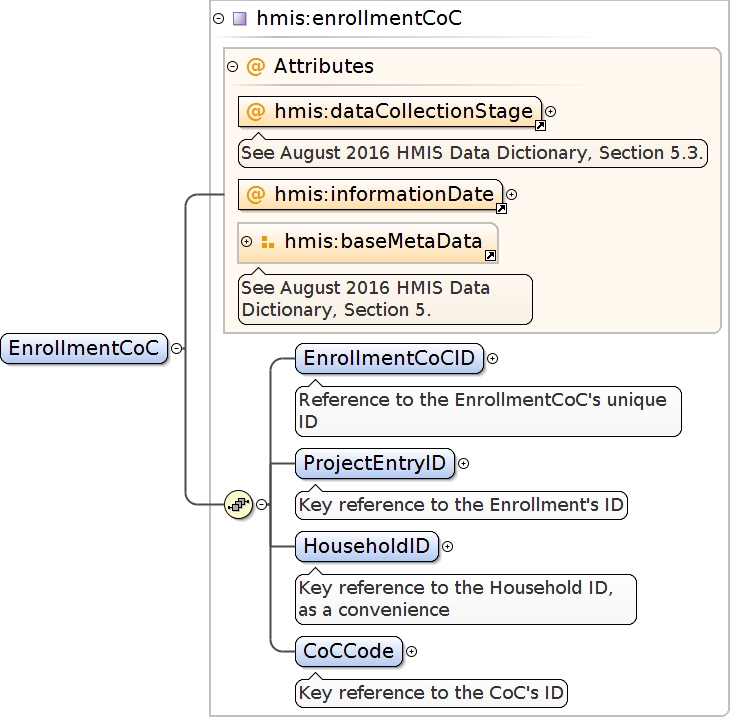 hmis:enrollmentCoC
@ Attributes
@ hmis:dataCollectionStage
See August 2016 HMIS Data Dictionary, Section 5.3.
@ hmis:informationDate
hmis:baseMetaData
See August 2016 HMIS Data
Dictionary, Section 5.
EnrollmentCoC
EnrollmentCoCID
Reference to the EnrollmentCoC's unique
ID
ProjectEntryID
Key reference to the Enrollment's ID
HouseholdID
Key reference to the Household ID,
as a convenience
CoCCode
Key reference to the CoC's ID